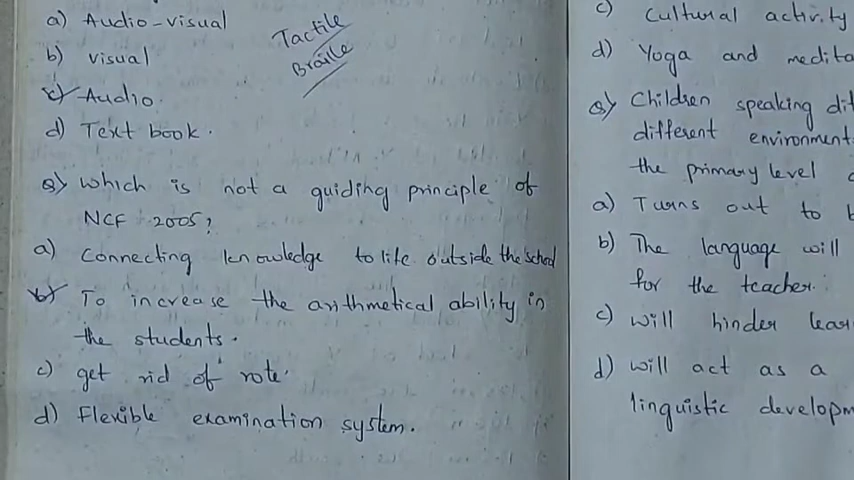 a) Audio-visual
b) visual
c) Audio.
d) Text book.
Tactile
Braille
Q) which is not a guiding principle of
NCF 2005?
a) Connecting knowledge to life outside the school
b) To increase the arithmetical ability in
the students.
c) get rid of rote.
d) Flexible examination system.
c) cultural activity
d) Yoga and medita
Q) Children speaking dif
different environment
the primary level
a) Turns out to b
b) The language will
for the teacher.
c) will hinder lear
d) will act as a
linguistic developm